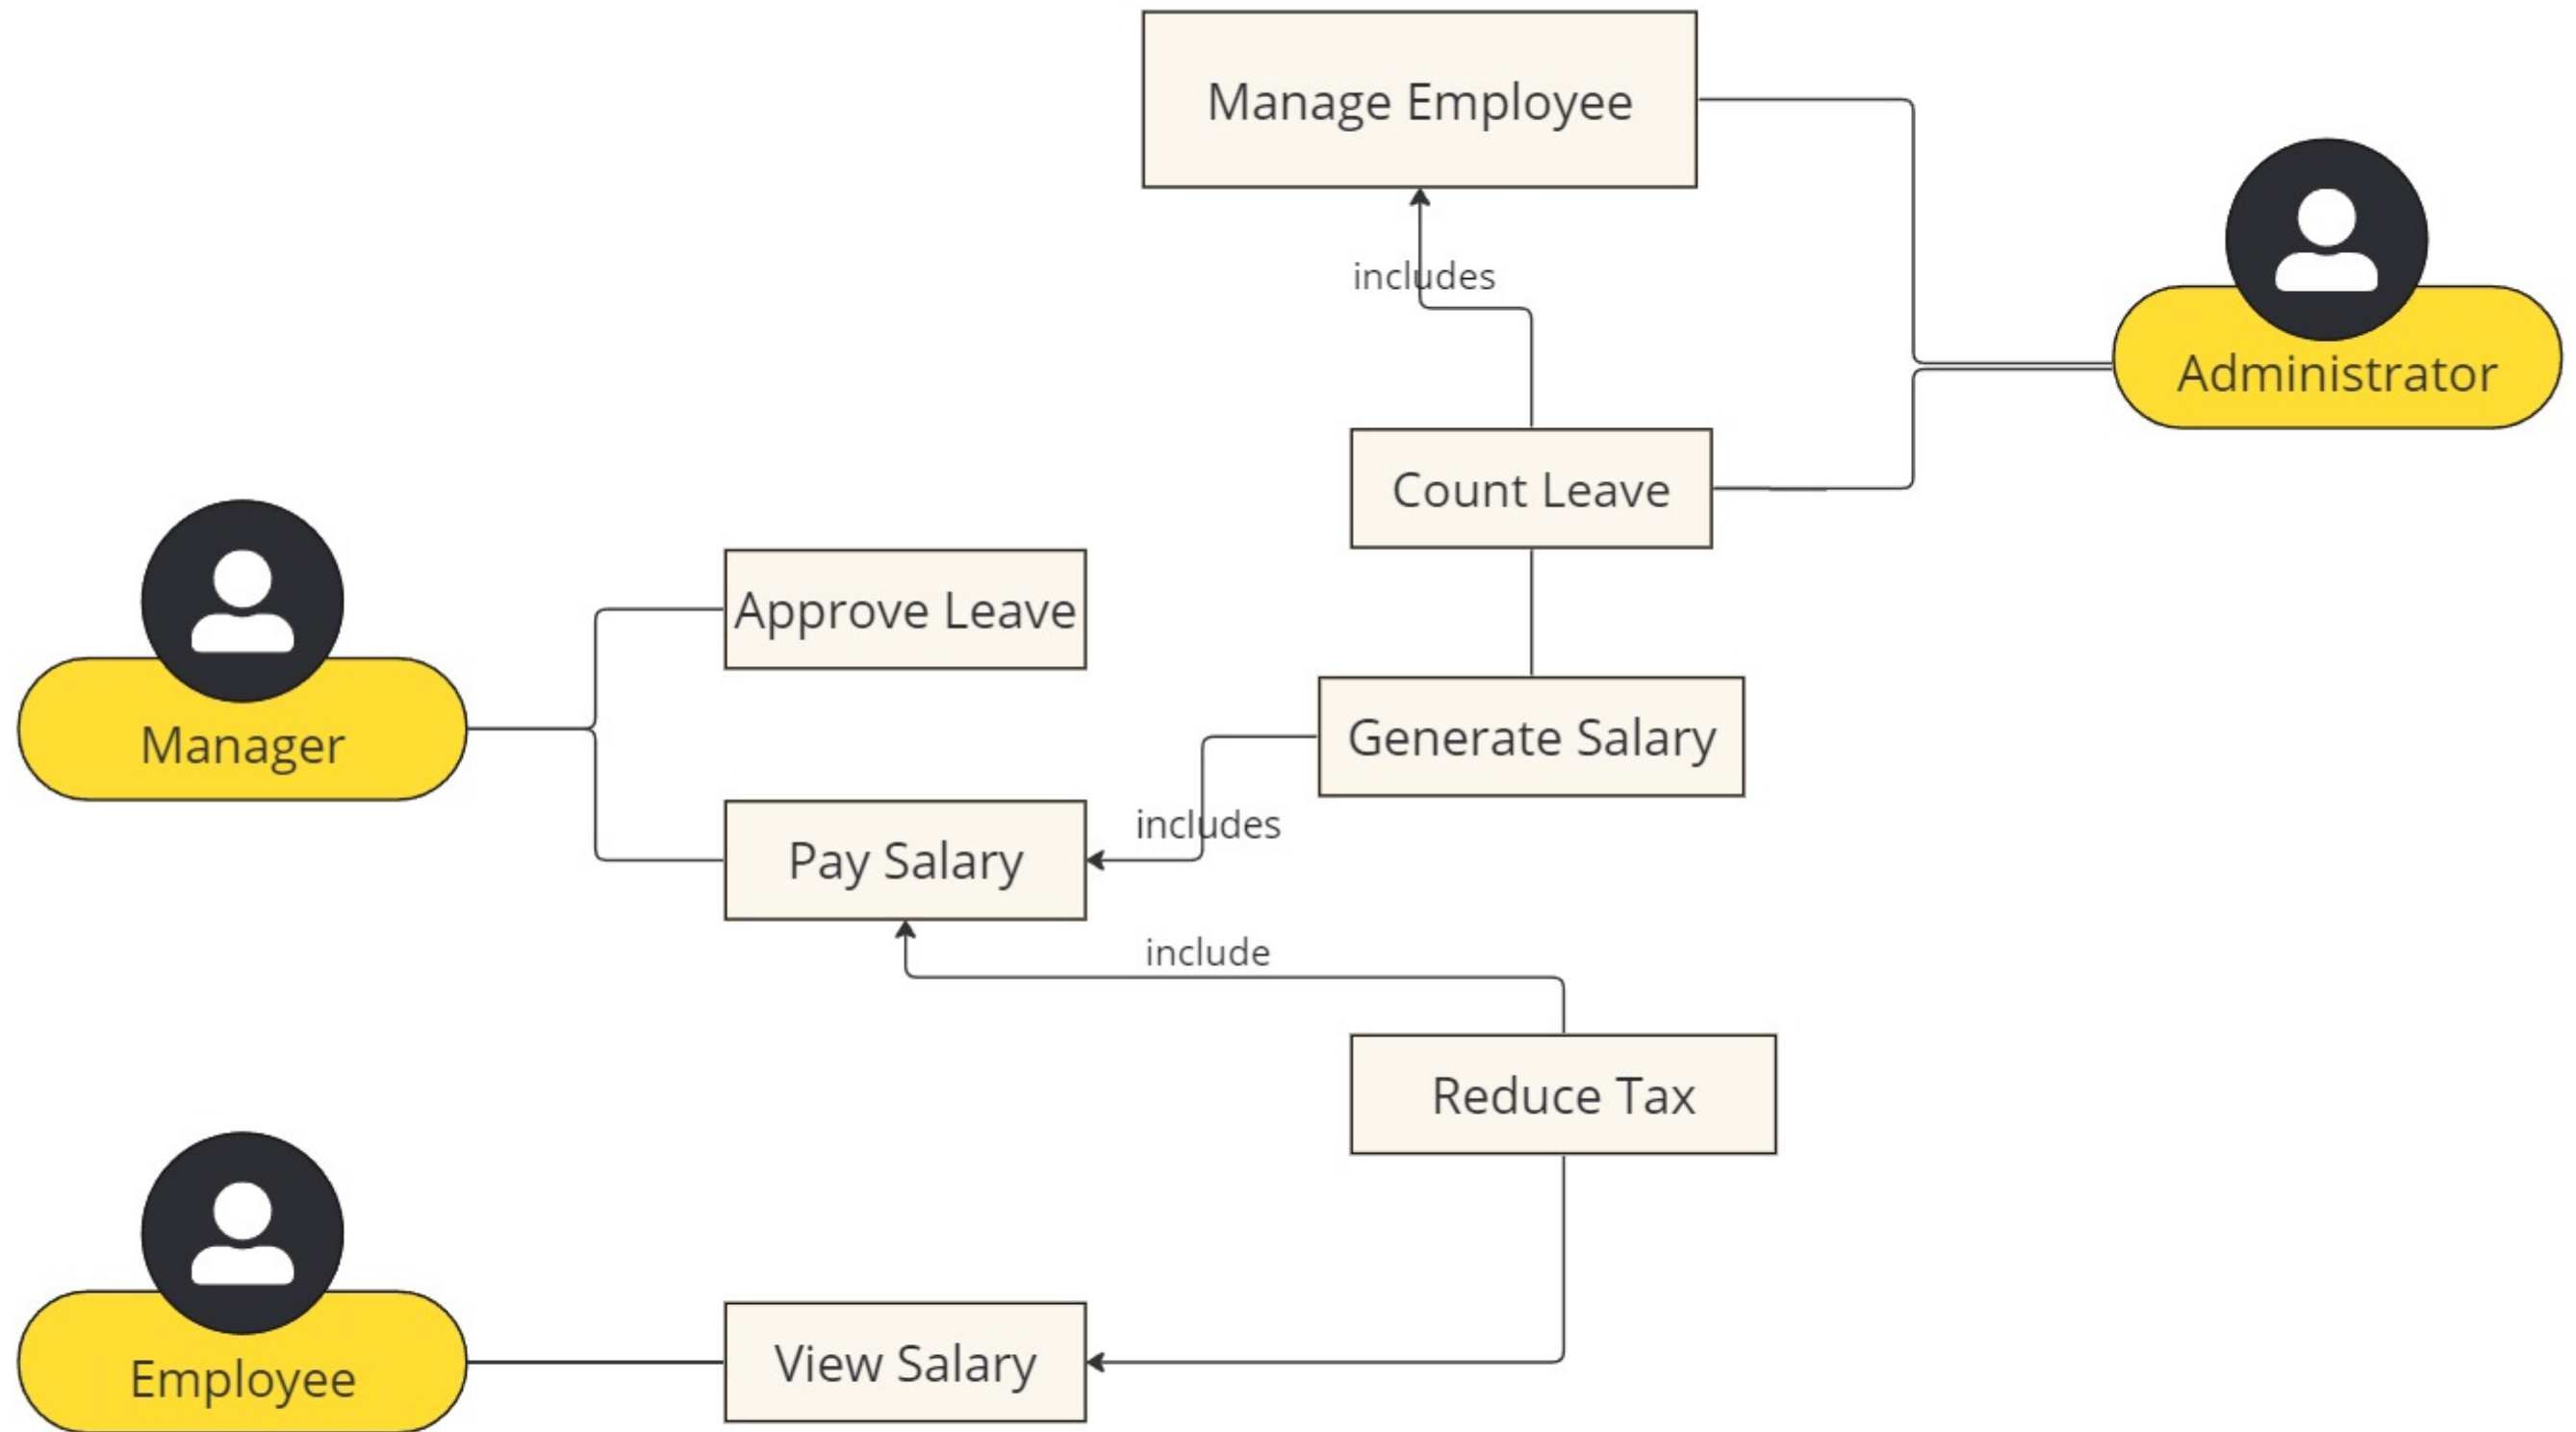 Manage Employee
includes
Administrator
Count Leave
Approve Leave
Manager
Generate Salary
includes
Pay Salary
include
Reduce Tax
View Salary
Employee